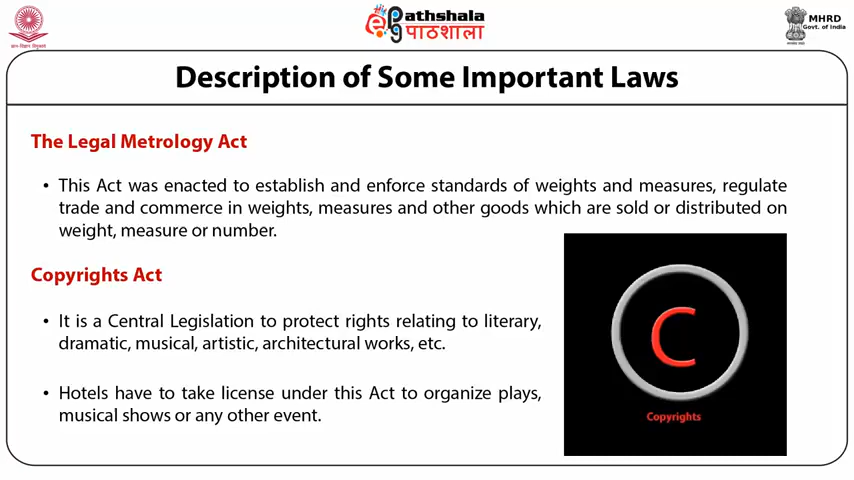 Pathshala
पाठशाला
MHRD
Govt. of India
Description of Some Important Laws
The Legal Metrology Act
• This Act was enacted to establish and enforce standards of weights and measures, regulate
trade and commerce in weights, measures and other goods which are sold or distributed on
weight, measure or number.
Copyrights Act
• It is a Central Legislation to protect rights relating to literary,
dramatic, musical, artistic, architectural works, etc.
• Hotels have to take license under this Act to organize plays,
musical shows or any other event.
C
Copyrights